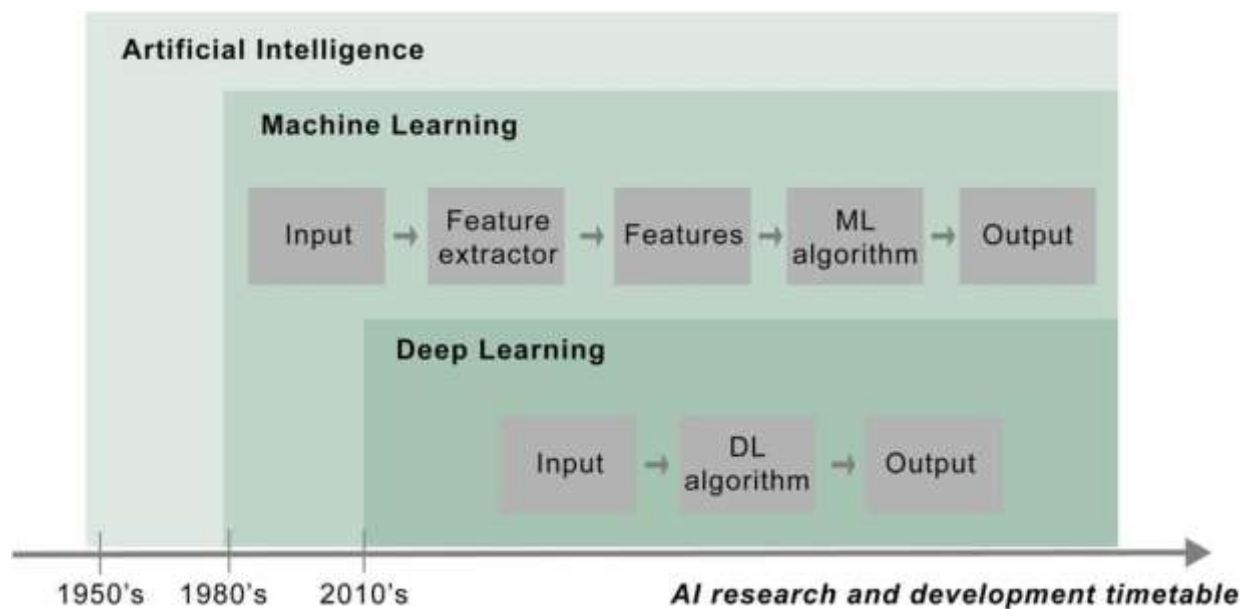 Artificial Intelligence
Machine Learning
Input
Feature
extractor
Features
ML
algorithm
Output
Deep Learning
Input
DL
algorithm
Output
1950's
1980's
2010's
AI research and development timetable